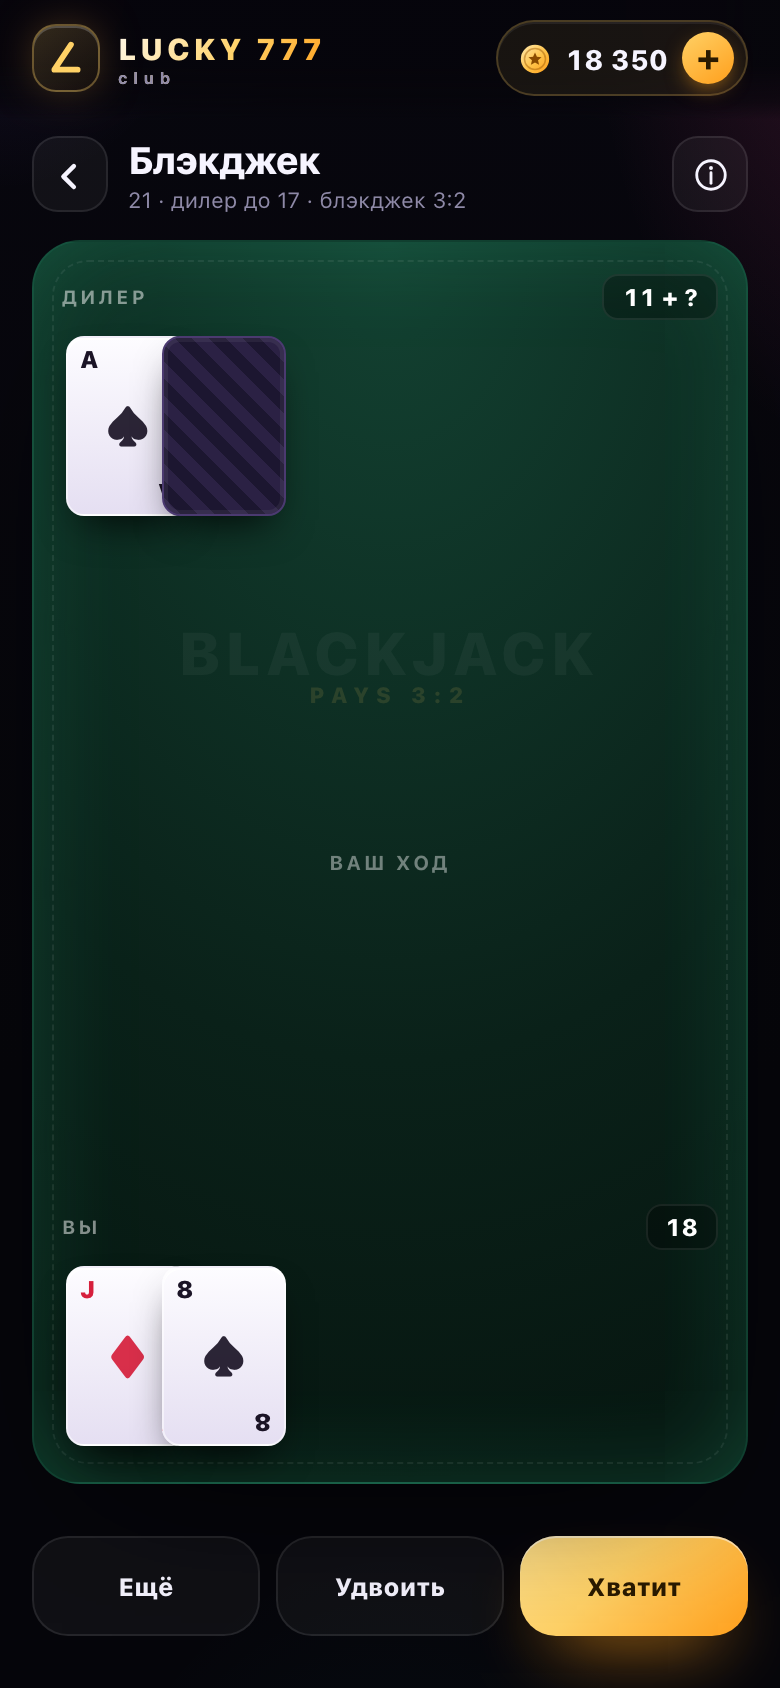 LUCKY 777
club
18 350
Блэкджек
21 · дилер до 17 · блэкджек 3:2
ДИЛЕР
11 + ?
A
BLACKJACK
PAYS 3:2
ВАШ ХОД
ВЫ
18
J
8
8
Ещё
Удвоить
Хватит